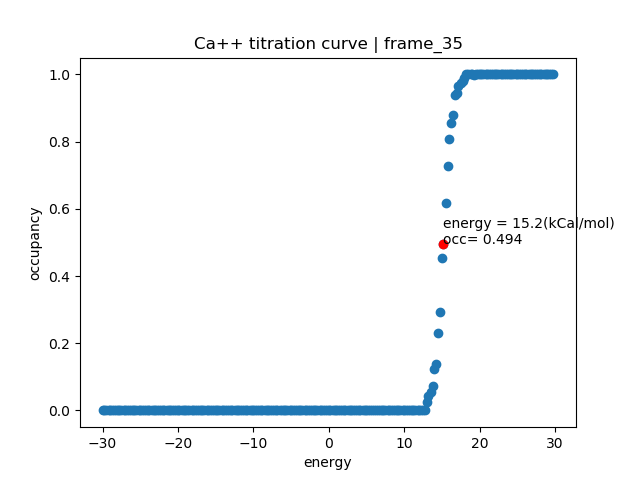 Ca++ titration curve | frame_35
1.0
0.8
0.6
0.4
0.2
0.0
occupancy
energy = 15.2(kCal/mol)
occ= 0.494
−30 −20 −10 0 10 20 30
energy